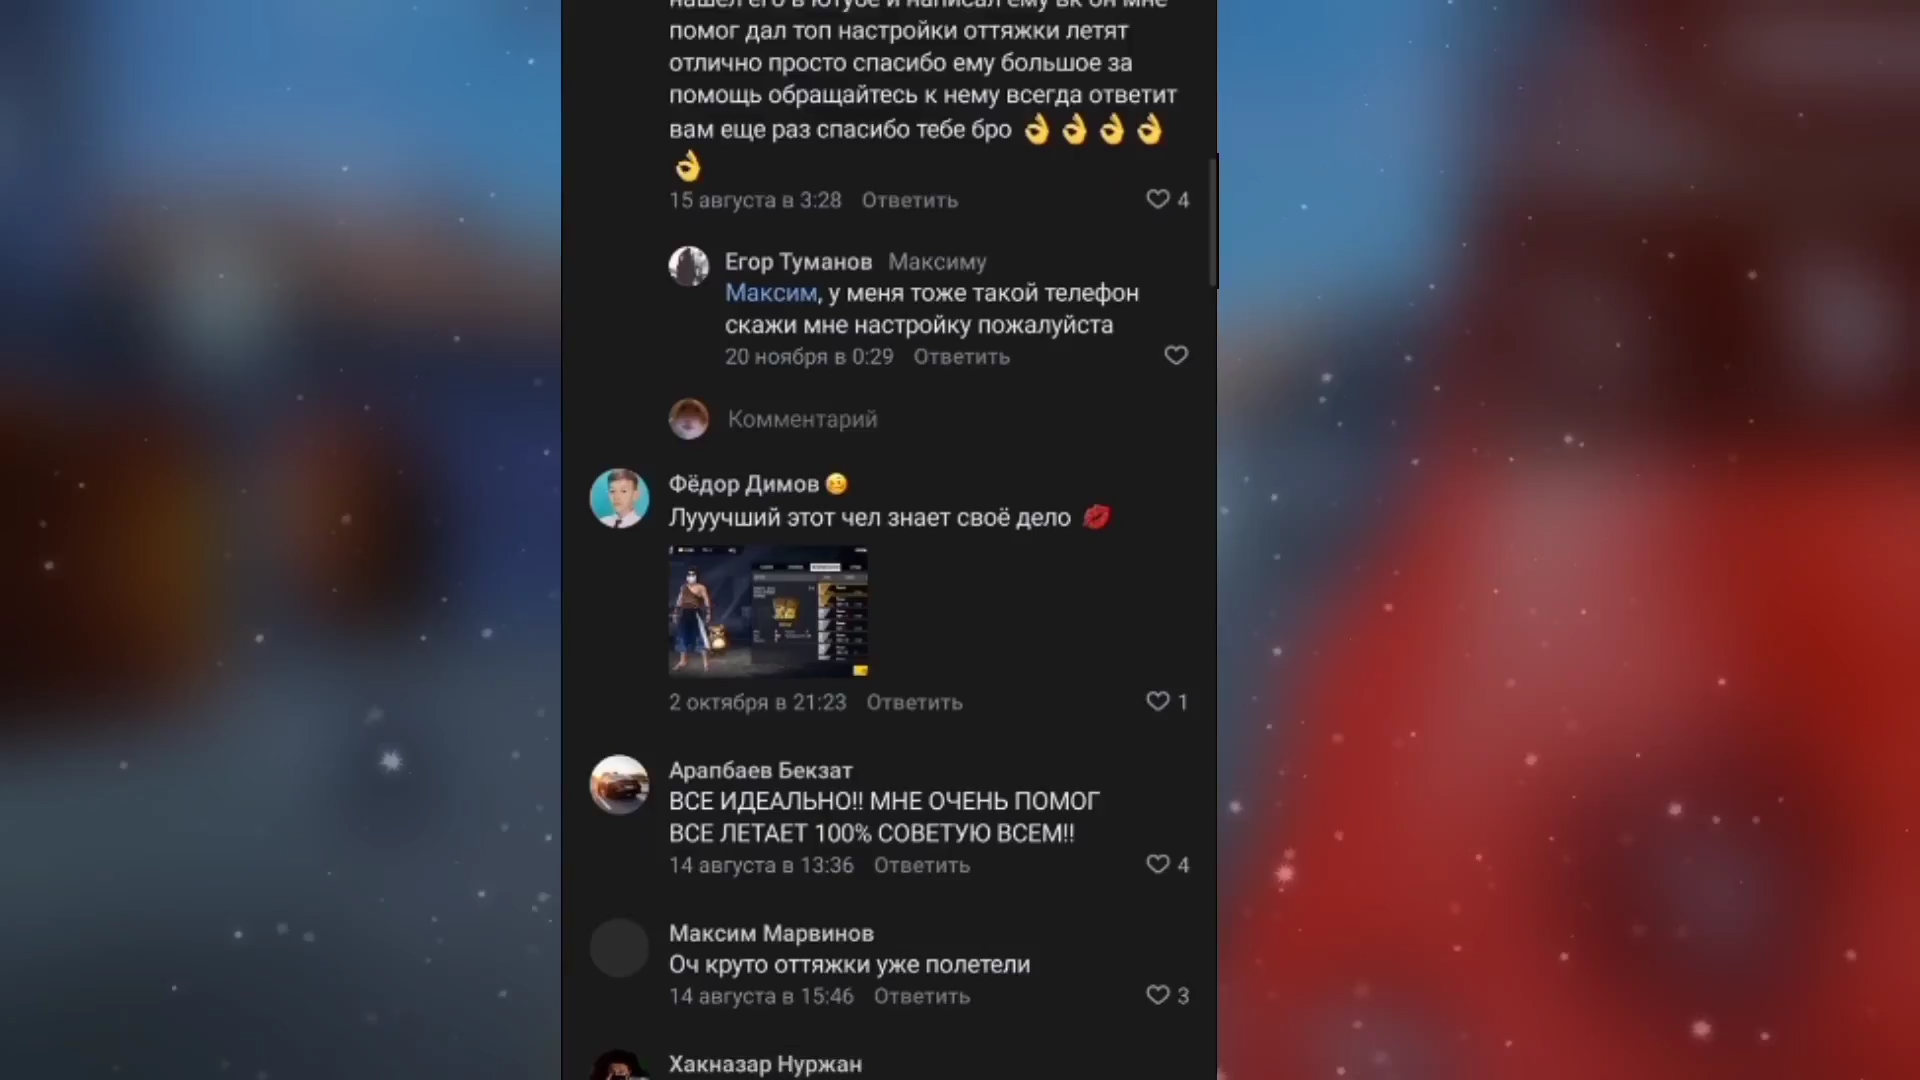 нашел его в ютубе и написал ему вк он мне
помог дал топ настройки оттяжки летят
отлично просто спасибо ему большое за
помощь обращайтесь к нему всегда ответит
вам еще раз спасибо тебе бро 👌👌👌👌
👌
15 августа в 3:28 Ответить 4
Егор Туманов Максиму
Максим, у меня тоже такой телефон
скажи мне настройку пожалуйста
20 ноября в 0:29 Ответить
Комментарий
Фёдор Димов
Лууучший этот чел знает своё дело 💋
2 октября в 21:23 Ответить 1
Арапбаев Бекзат
ВСЕ ИДЕАЛЬНО!! МНЕ ОЧЕНЬ ПОМОГ
ВСЕ ЛЕТАЕТ 100% СОВЕТУЮ ВСЕМ!!
14 августа в 13:36 Ответить 4
Максим Марвинов
Оч круто оттяжки уже полетели
14 августа в 15:46 Ответить 3
Хакназар Нуржан